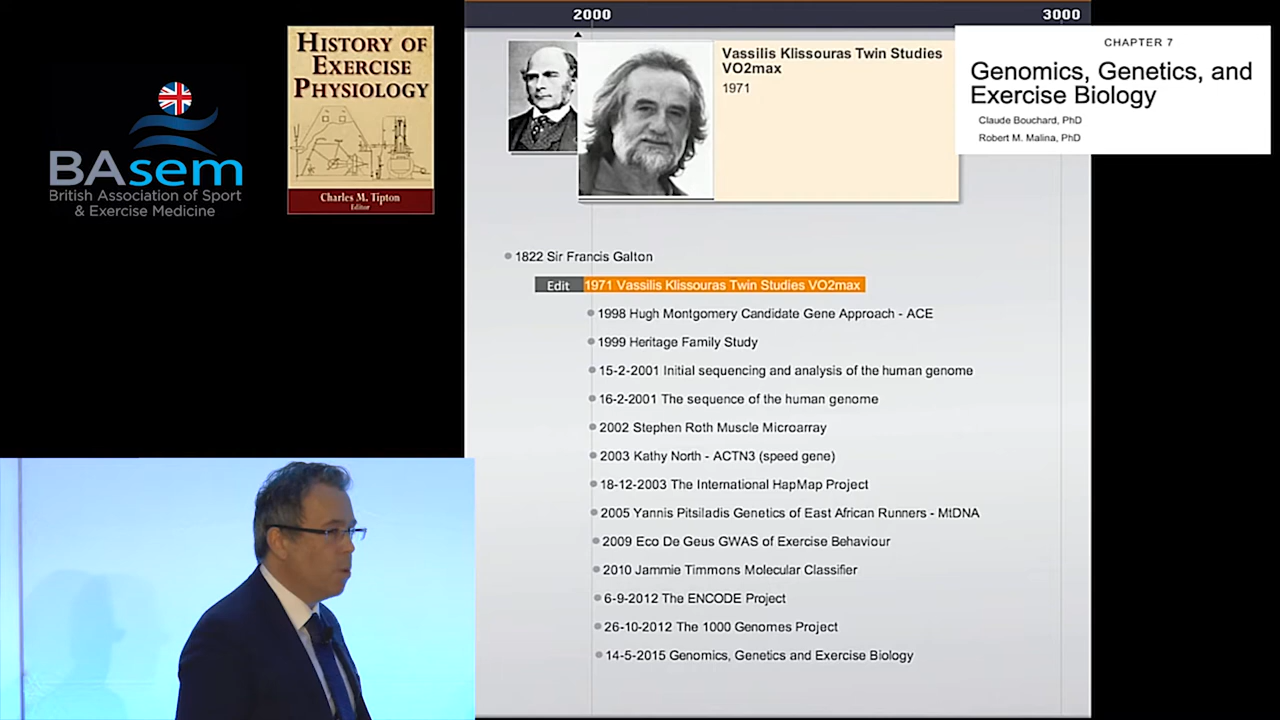 2000
3000
HISTORY OF
EXERCISE
PHYSIOLOGY
Charles M. Tipton
Editor
BAsem
British Association of Sport
& Exercise Medicine
Vassilis Klissouras Twin Studies
VO2max
1971
CHAPTER 7
Genomics, Genetics, and
Exercise Biology
Claude Bouchard, PhD
Robert M. Malina, PhD
1822 Sir Francis Galton
Edit 1971 Vassilis Klissouras Twin Studies VO2max
1998 Hugh Montgomery Candidate Gene Approach - ACE
1999 Heritage Family Study
15-2-2001 Initial sequencing and analysis of the human genome
16-2-2001 The sequence of the human genome
2002 Stephen Roth Muscle Microarray
2003 Kathy North - ACTN3 (speed gene)
18-12-2003 The International HapMap Project
2005 Yannis Pitsiladis Genetics of East African Runners - MtDNA
2009 Eco De Geus GWAS of Exercise Behaviour
2010 Jammie Timmons Molecular Classifier
6-9-2012 The ENCODE Project
26-10-2012 The 1000 Genomes Project
14-5-2015 Genomics, Genetics and Exercise Biology